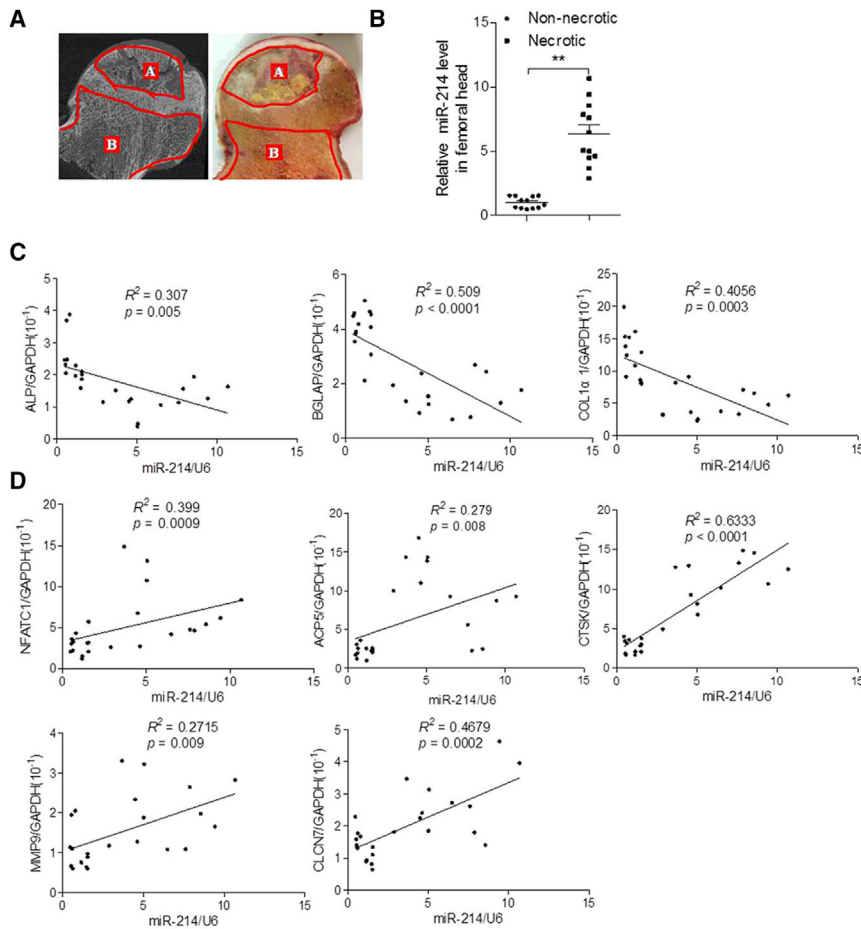 A
A
B
A
B
B
Non-necrotic
Necrotic
**
Relative miR-214 level
in femoral head
15
10
5
0
C
ALP/GAPDH(10⁻¹)
5
4
3
2
1
0
R² = 0.307
p = 0.005
0 5 10 15
miR-214/U6
BGLAP/GAPDH(10⁻¹)
6
4
2
0
R² = 0.509
p < 0.0001
0 5 10 15
miR-214/U6
COL1α 1/GAPDH(10⁻¹)
25
20
15
10
5
0
R² = 0.4056
p = 0.0003
0 5 10 15
miR-214/U6
D
NFATC1/GAPDH(10⁻¹)
20
15
10
5
0
R² = 0.399
p = 0.0009
0 5 10 15
miR-214/U6
ACP5/GAPDH(10⁻¹)
20
15
10
5
0
R² = 0.279
p = 0.008
0 5 10 15
miR-214/U6
CTSK/GAPDH(10⁻¹)
20
15
10
5
0
R² = 0.6333
p < 0.0001
0 5 10 15
miR-214/U6
MMP9/GAPDH(10⁻¹)
4
3
2
1
0
R² = 0.2715
p = 0.009
0 5 10 15
miR-214/U6
CLCN7/GAPDH(10⁻¹)
5
4
3
2
1
0
R² = 0.4679
p = 0.0002
0 5 10 15
miR-214/U6